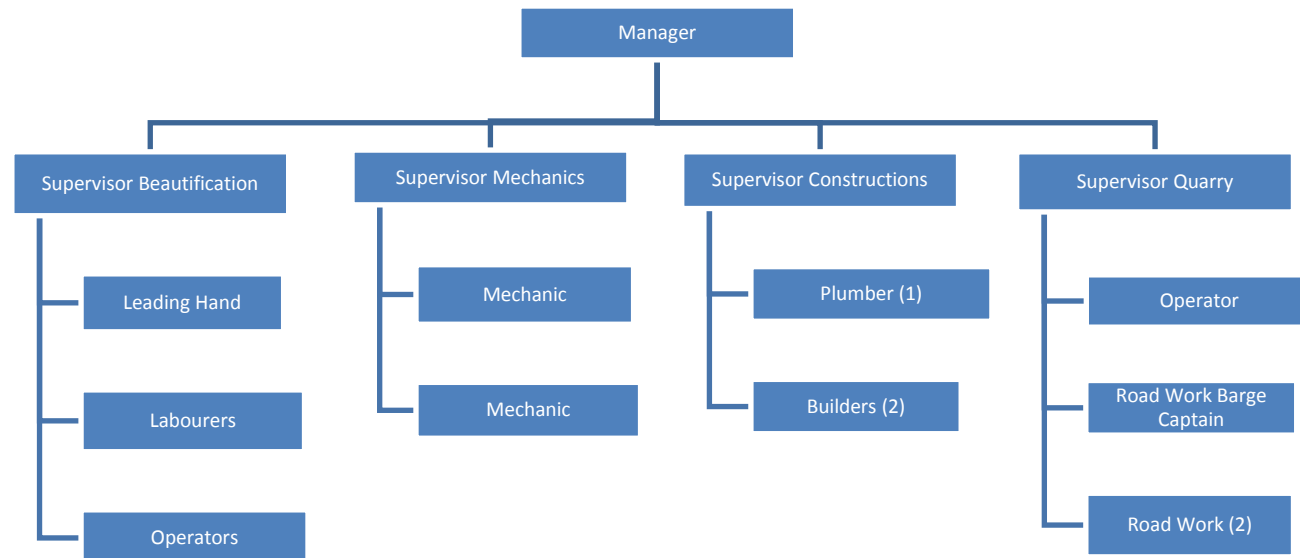 Manager
Supervisor Beautification
Supervisor Mechanics
Supervisor Constructions
Supervisor Quarry
Leading Hand
Labourers
Operators
Mechanic
Mechanic
Plumber (1)
Builders (2)
Operator
Road Work Barge
Captain
Road Work (2)